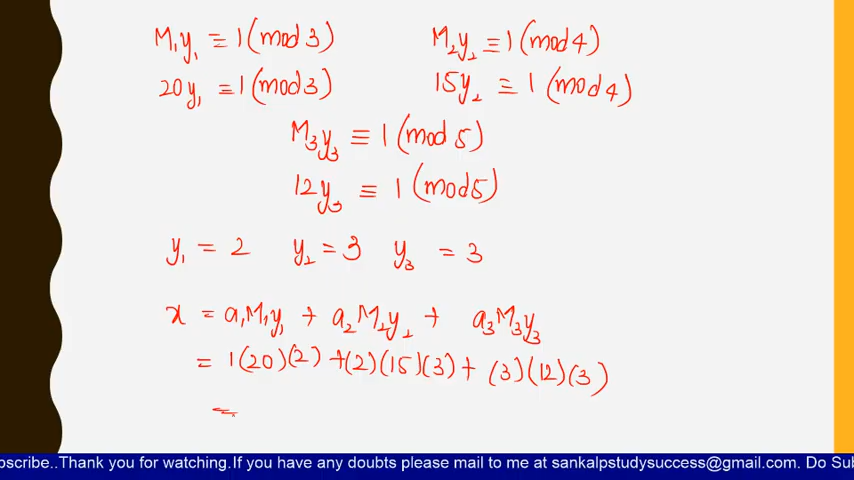 M₁y₁ ≡ 1 (mod 3) M₂y₂ ≡ 1 (mod 4)
20y₁ ≡ 1 (mod 3) 15y₂ ≡ 1 (mod 4)
M₃y₃ ≡ 1 (mod 5)
12y₃ ≡ 1 (mod 5)
y₁ = 2 y₂ = 3 y₃ = 3
x = a₁M₁y₁ + a₂M₂y₂ + a₃M₃y₃
= 1(20)(2) + (2)(15)(3) + (3)(12)(3)
=
bscribe..Thank you for watching.If you have any doubts please mail to me at sankalpstudysuccess@gmail.com. Do Sub